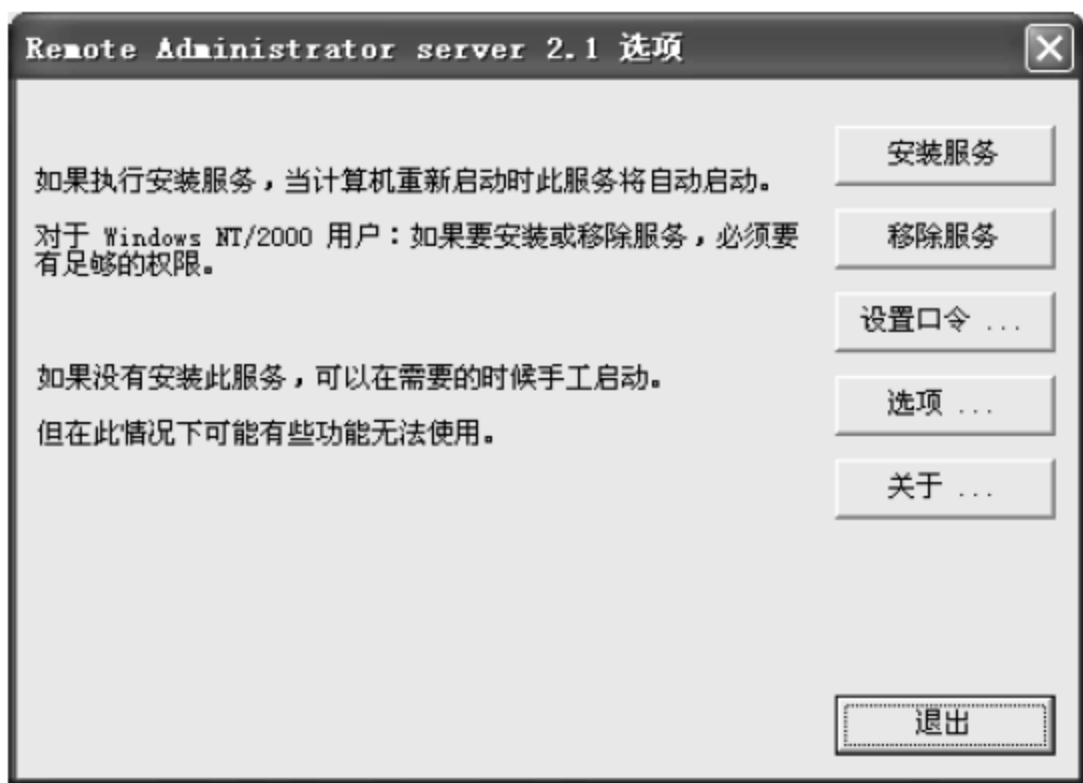 Remote Administrator server 2.1 选项
如果执行安装服务，当计算机重新启动时此服务将自动启动。
对于 Windows NT/2000 用户：如果要安装或移除服务，必须要
有足够的权限。
如果没有安装此服务，可以在需要的时候手工启动。
但在此情况下可能有些功能无法使用。
安装服务
移除服务
设置口令 ...
选项 ...
关于 ...
退出